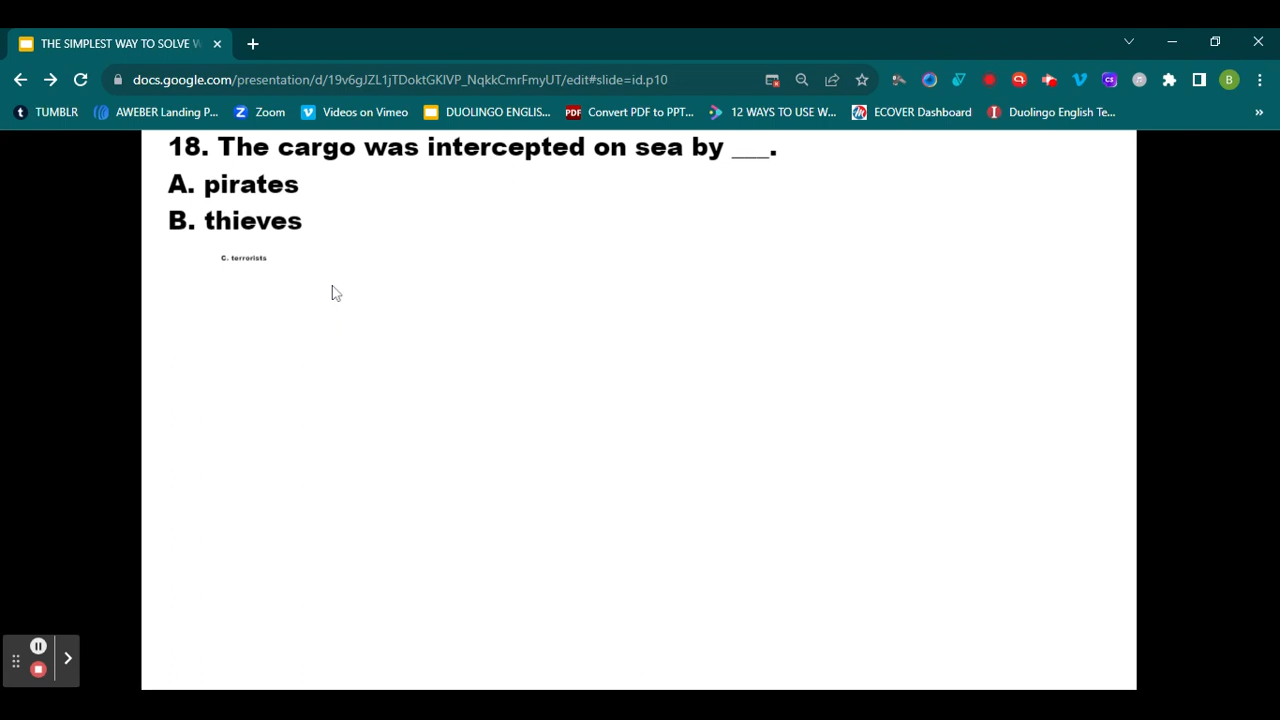 THE SIMPLEST WAY TO SOLVE W
docs.google.com/presentation/d/19v6gJZL1jTDoktGKlVP_NqkkCmrFmyUT/edit#slide=id.p10
B
TUMBLR AWEBER Landing P... Zoom Videos on Vimeo DUOLINGO ENGLIS... PDF Convert PDF to PPT... 12 WAYS TO USE W... ECOVER Dashboard Duolingo English Te... »
18. The cargo was intercepted on sea by ___.
A. pirates
B. thieves
C. terrorists